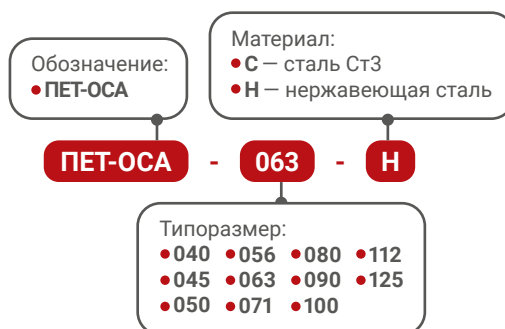 Обозначение:
• ПЕТ-ОСА
Материал:
• С — сталь Ст3
• Н — нержавеющая сталь
ПЕТ-ОСА - 063 - Н
Типоразмер:
• 040 • 056 • 080 • 112
• 045 • 063 • 090 • 125
• 050 • 071 • 100